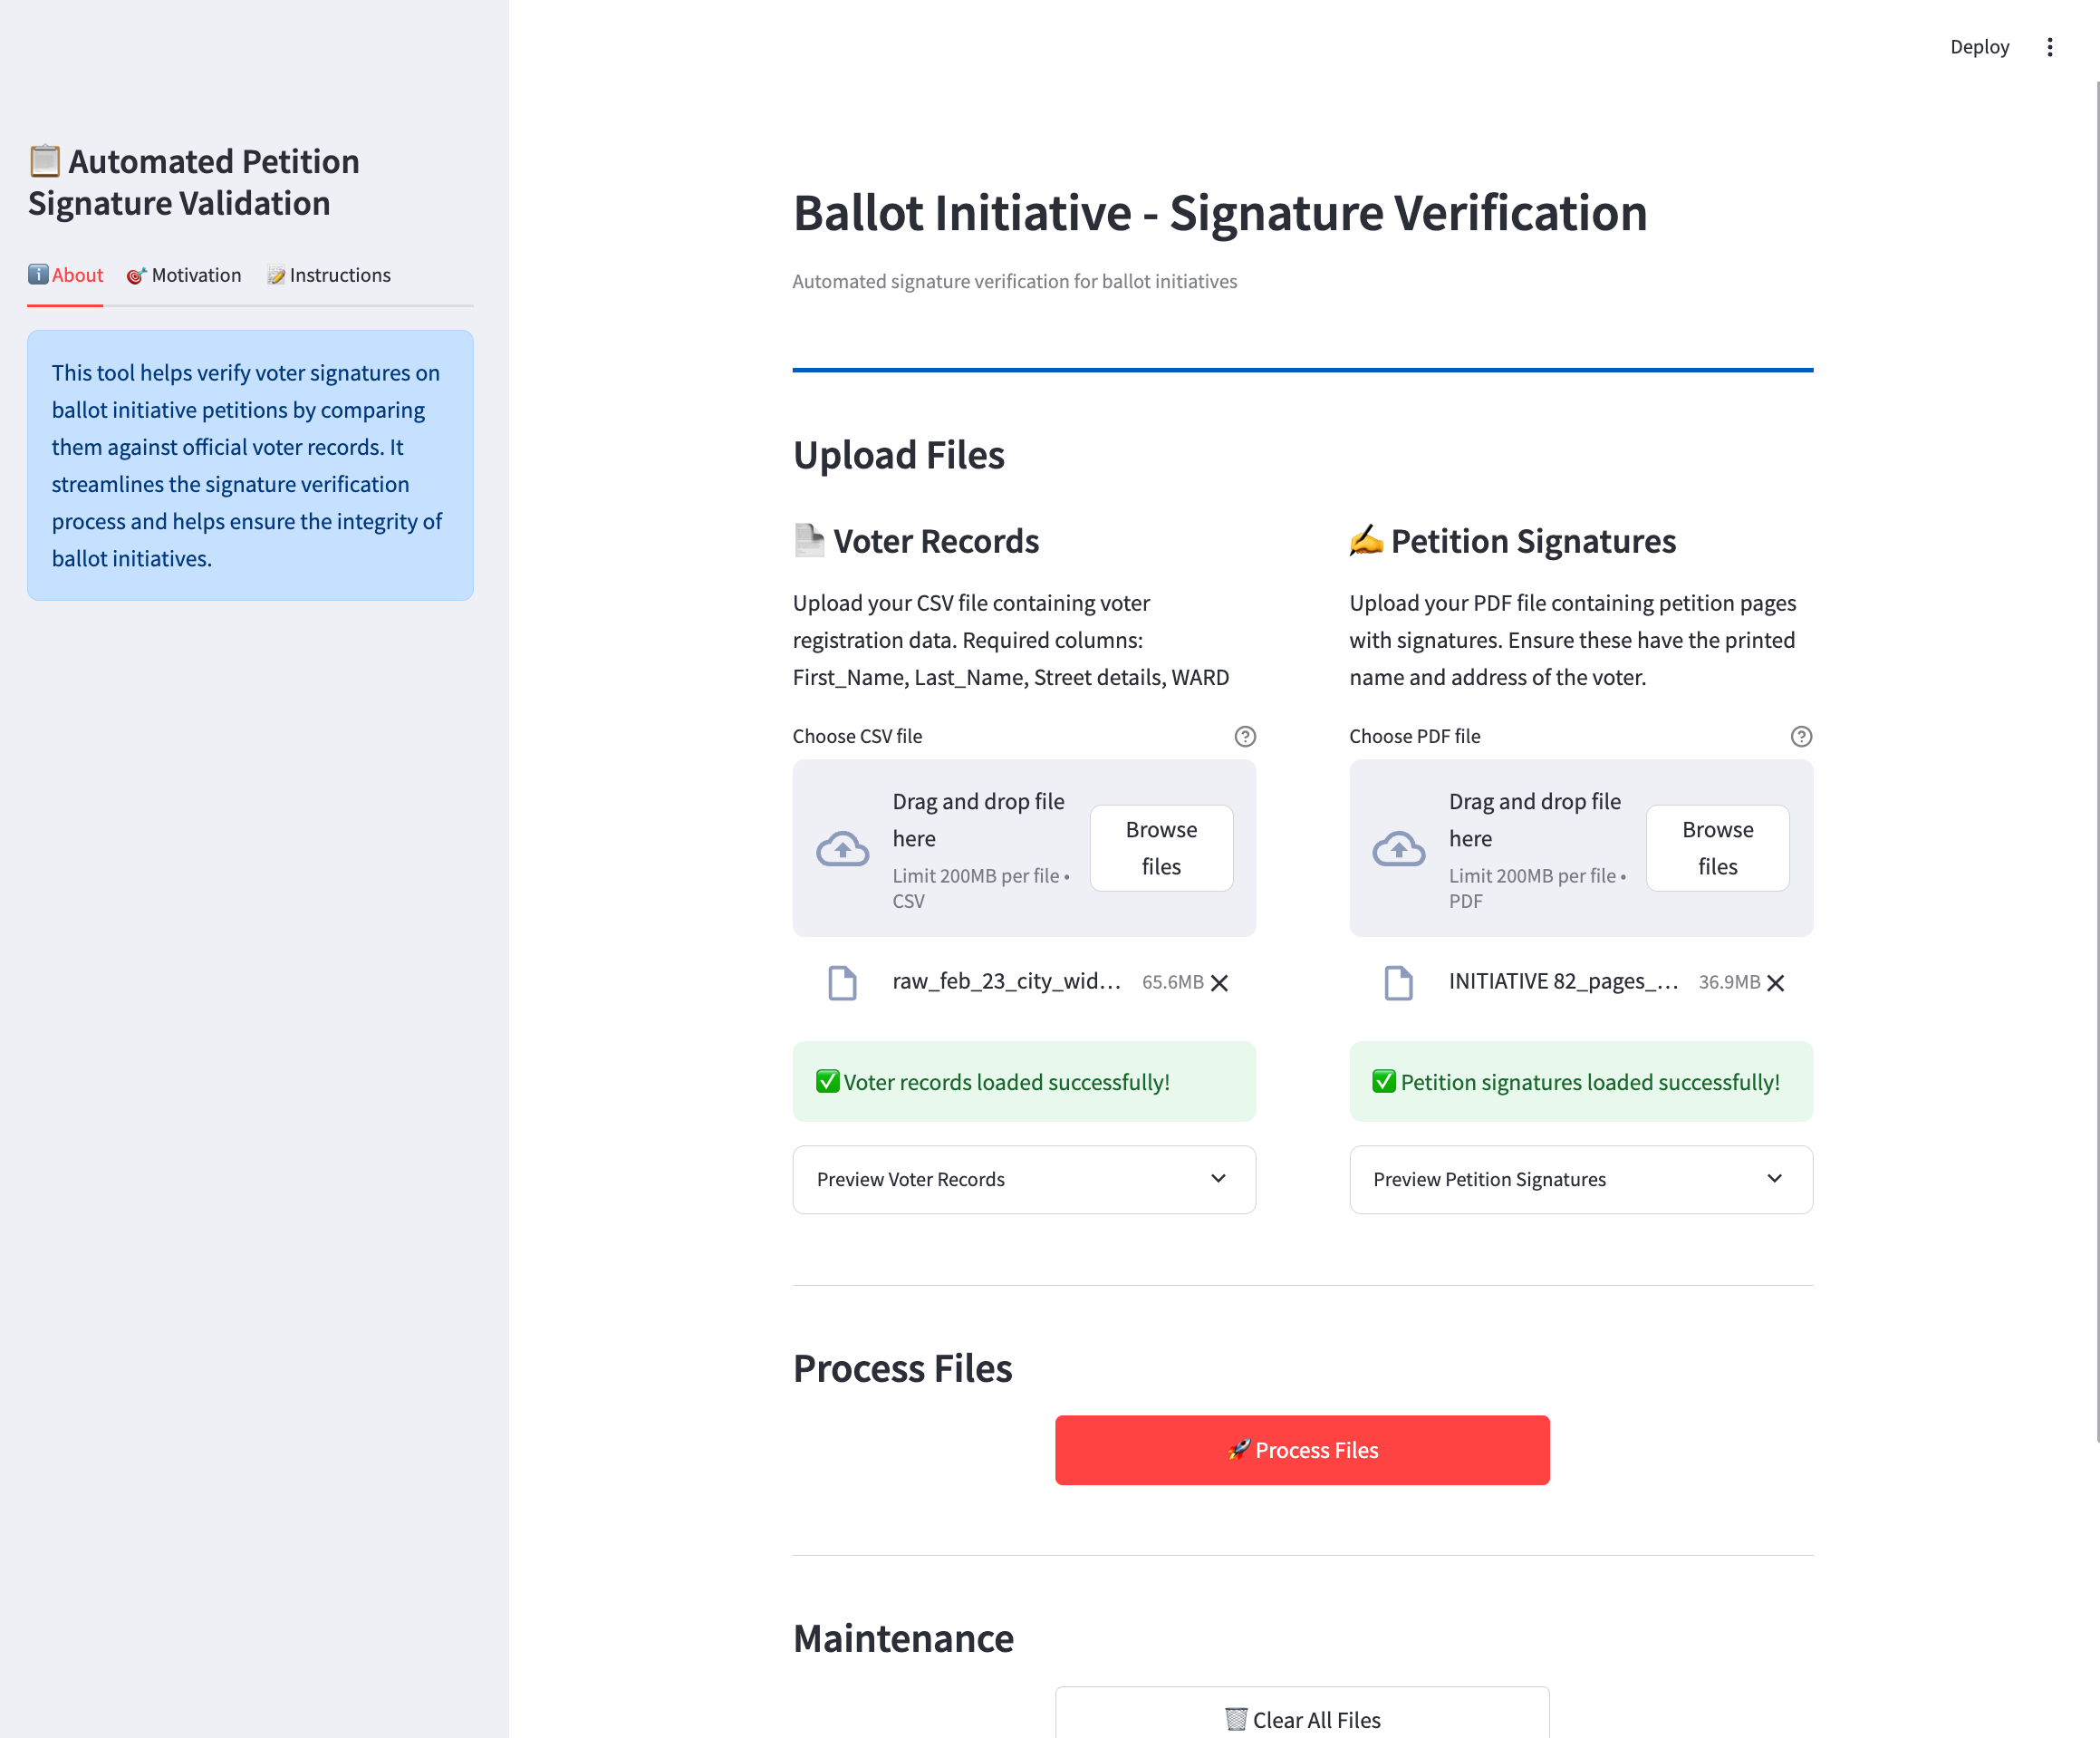 Deploy
📋 Automated Petition
Signature Validation
ℹ️ About 🎯 Motivation 📝 Instructions
This tool helps verify voter signatures on
ballot initiative petitions by comparing
them against official voter records. It
streamlines the signature verification
process and helps ensure the integrity of
ballot initiatives.
Ballot Initiative - Signature Verification
Automated signature verification for ballot initiatives
Upload Files
📄 Voter Records
Upload your CSV file containing voter
registration data. Required columns:
First_Name, Last_Name, Street details, WARD
Choose CSV file
Drag and drop file
here
Limit 200MB per file •
CSV
Browse
files
raw_feb_23_city_wid... 65.6MB
✅ Voter records loaded successfully!
Preview Voter Records
✍️ Petition Signatures
Upload your PDF file containing petition pages
with signatures. Ensure these have the printed
name and address of the voter.
Choose PDF file
Drag and drop file
here
Limit 200MB per file •
PDF
Browse
files
INITIATIVE 82_pages_... 36.9MB
✅ Petition signatures loaded successfully!
Preview Petition Signatures
Process Files
🚀 Process Files
Maintenance
🗑️ Clear All Files